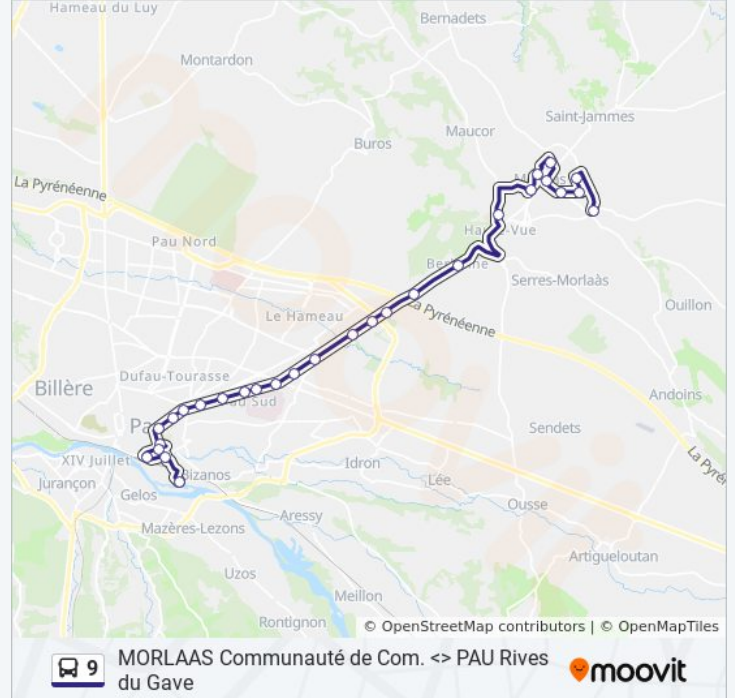 Hameau du Luy
Bernadets
Montardon
Saint-Jammes
Maucor
Buros
La Pyrénéenne
Pau Nord
Serres-Morlaàs
La Pyrénéenne
Ouillon
Le Hameau
Dufau-Tourasse
Billère
Andoins
Sendets
XIV Juillet
Bizanos
Idron
Jurançon
Gelos
Lée
Ousse
Aressy
Mazères-Lezons
Artigueloutan
Uzos
Meillon
Rontignon
© OpenStreetMap contributors | © OpenMapTiles
9
MORLAAS Communauté de Com. <> PAU Rives
du Gave
moovit